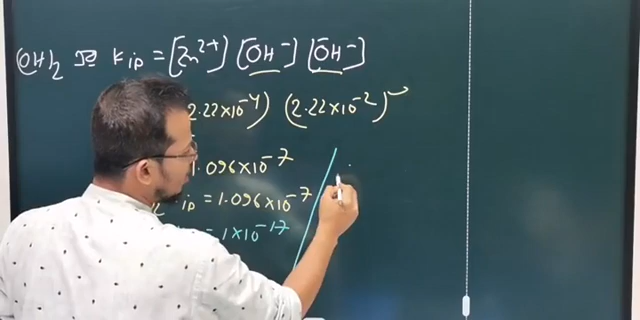 (OH)₂ এর Kip = [Zn²⁺] [OH⁻] [OH⁻]
2.22×10⁻⁴) (2.22×10⁻²)
1.096×10⁻⁷
ip = 1.096×10⁻⁷
= 1×10⁻¹⁷